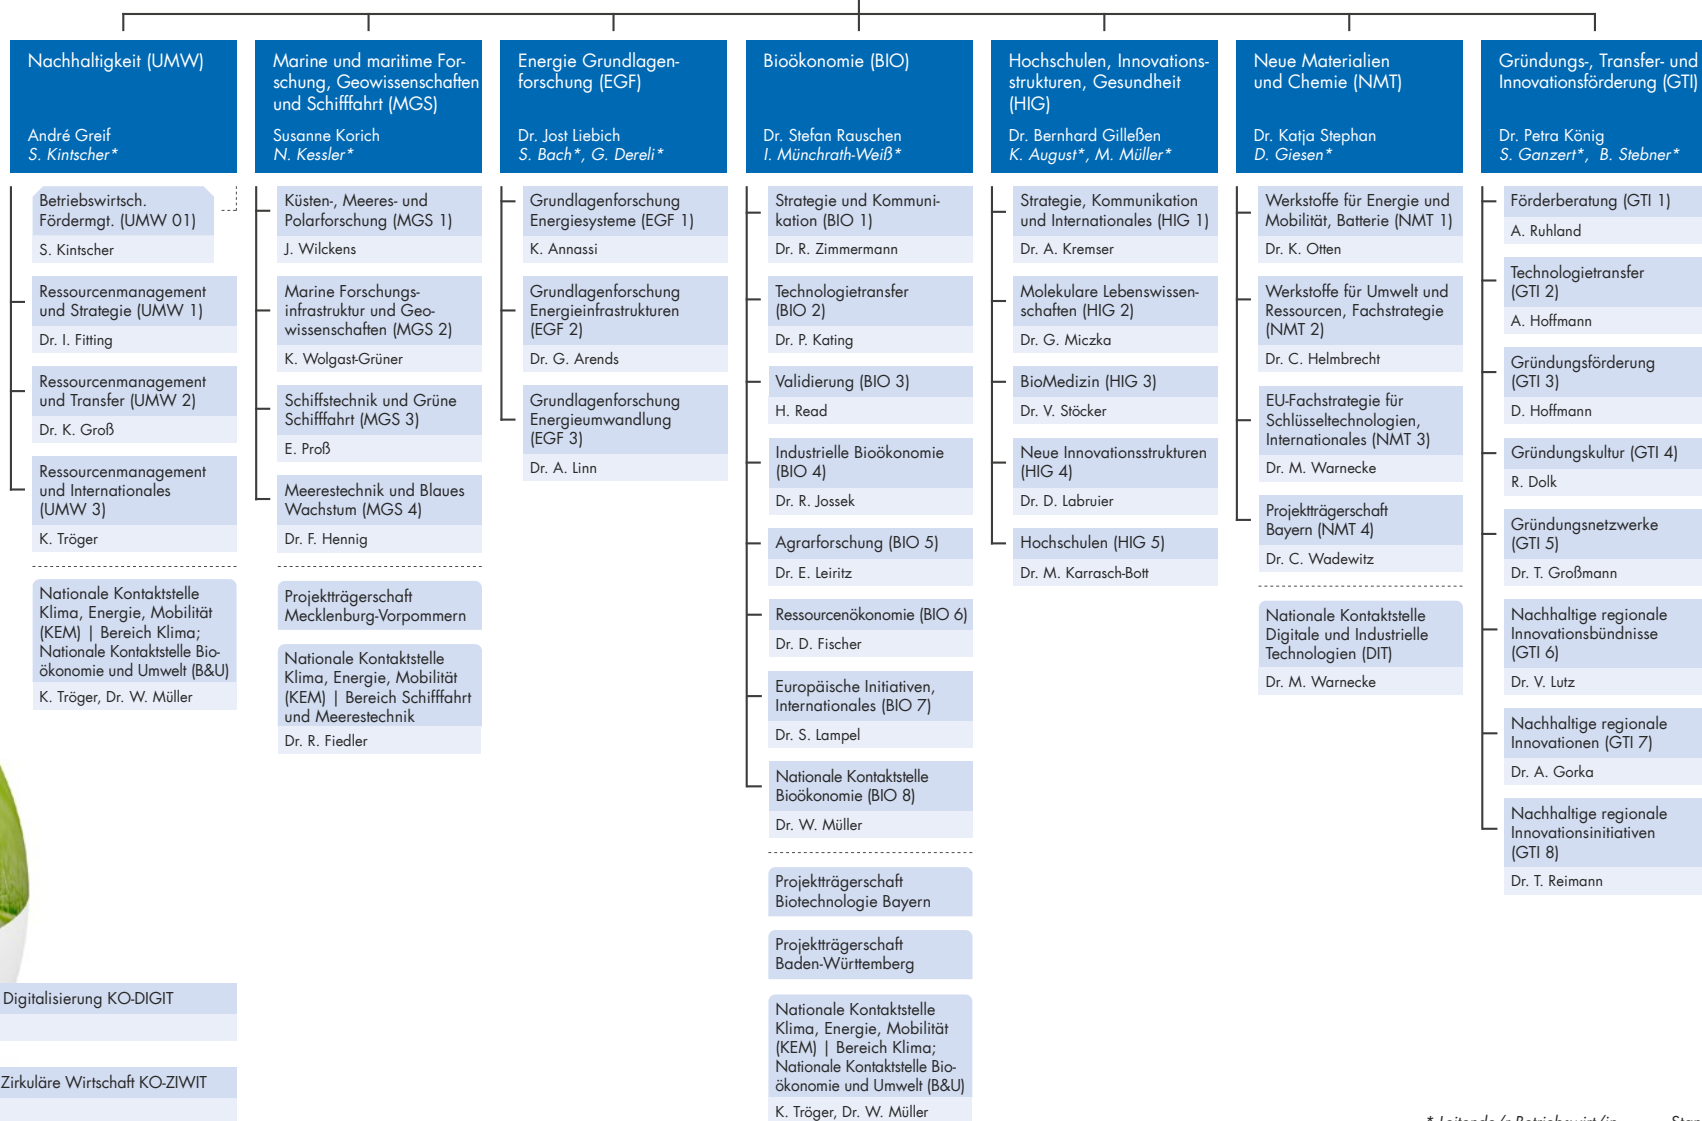 Nachhaltigkeit (UMW)
André Greif
S. Kintscher*
Betriebswirtsch.
Fördermgt. (UMW 01)
S. Kintscher
Ressourcenmanagement
und Strategie (UMW 1)
Dr. I. Fitting
Ressourcenmanagement
und Transfer (UMW 2)
Dr. K. Groß
Ressourcenmanagement
und Internationales
(UMW 3)
K. Tröger
Nationale Kontaktstelle
Klima, Energie, Mobilität
(KEM) | Bereich Klima;
Nationale Kontaktstelle Bio-
ökonomie und Umwelt (B&U)
K. Tröger, Dr. W. Müller
Digitalisierung KO-DIGIT
Zirkuläre Wirtschaft KO-ZIWIT
Marine und maritime For-
schung, Geowissenschaften
und Schifffahrt (MGS)
Susanne Korich
N. Kessler*
Küsten-, Meeres- und
Polarforschung (MGS 1)
J. Wilckens
Marine Forschungs-
infrastruktur und Geo-
wissenschaften (MGS 2)
K. Wolgast-Grüner
Schiffstechnik und Grüne
Schifffahrt (MGS 3)
E. Proß
Meerestechnik und Blaues
Wachstum (MGS 4)
Dr. F. Hennig
Projektträgerschaft
Mecklenburg-Vorpommern
Nationale Kontaktstelle
Klima, Energie, Mobilität
(KEM) | Bereich Schifffahrt
und Meerestechnik
Dr. R. Fiedler
Energie Grundlagen-
forschung (EGF)
Dr. Jost Liebich
S. Bach*, G. Dereli*
Grundlagenforschung
Energiesysteme (EGF 1)
K. Annassi
Grundlagenforschung
Energieinfrastrukturen
(EGF 2)
Dr. G. Arends
Grundlagenforschung
Energieumwandlung
(EGF 3)
Dr. A. Linn
Bioökonomie (BIO)
Dr. Stefan Rauschen
I. Münchrath-Weiß*
Strategie und Kommuni-
kation (BIO 1)
Dr. R. Zimmermann
Technologietransfer
(BIO 2)
Dr. P. Kating
Validierung (BIO 3)
H. Read
Industrielle Bioökonomie
(BIO 4)
Dr. R. Jossek
Agrarforschung (BIO 5)
Dr. E. Leiritz
Ressourcenökonomie (BIO 6)
Dr. D. Fischer
Europäische Initiativen,
Internationales (BIO 7)
Dr. S. Lampel
Nationale Kontaktstelle
Bioökonomie (BIO 8)
Dr. W. Müller
Projektträgerschaft
Biotechnologie Bayern
Projektträgerschaft
Baden-Württemberg
Nationale Kontaktstelle
Klima, Energie, Mobilität
(KEM) | Bereich Klima;
Nationale Kontaktstelle Bio-
ökonomie und Umwelt (B&U)
K. Tröger, Dr. W. Müller
Hochschulen, Innovations-
strukturen, Gesundheit
(HIG)
Dr. Bernhard Gilleßen
K. August*, M. Müller*
Strategie, Kommunikation
und Internationales (HIG 1)
Dr. A. Kremser
Molekulare Lebenswissen-
schaften (HIG 2)
Dr. G. Miczka
BioMedizin (HIG 3)
Dr. V. Stöcker
Neue Innovationsstrukturen
(HIG 4)
Dr. D. Labruier
Hochschulen (HIG 5)
Dr. M. Karrasch-Bott
Neue Materialien
und Chemie (NMT)
Dr. Katja Stephan
D. Giesen*
Werkstoffe für Energie und
Mobilität, Batterie (NMT 1)
Dr. K. Otten
Werkstoffe für Umwelt und
Ressourcen, Fachstrategie
(NMT 2)
Dr. C. Helmbrecht
EU-Fachstrategie für
Schlüsseltechnologien,
Internationales (NMT 3)
Dr. M. Warnecke
Projektträgerschaft
Bayern (NMT 4)
Dr. C. Wadewitz
Nationale Kontaktstelle
Digitale und Industrielle
Technologien (DIT)
Dr. M. Warnecke
Gründungs-, Transfer- und
Innovationsförderung (GTI)
Dr. Petra König
S. Ganzert*, B. Stebner*
Förderberatung (GTI 1)
A. Ruhland
Technologietransfer
(GTI 2)
A. Hoffmann
Gründungsförderung
(GTI 3)
D. Hoffmann
Gründungskultur (GTI 4)
R. Dolk
Gründungsnetzwerke
(GTI 5)
Dr. T. Großmann
Nachhaltige regionale
Innovationsbündnisse
(GTI 6)
Dr. V. Lutz
Nachhaltige regionale
Innovationen (GTI 7)
Dr. A. Gorka
Nachhaltige regionale
Innovationsinitiativen
(GTI 8)
Dr. T. Reimann